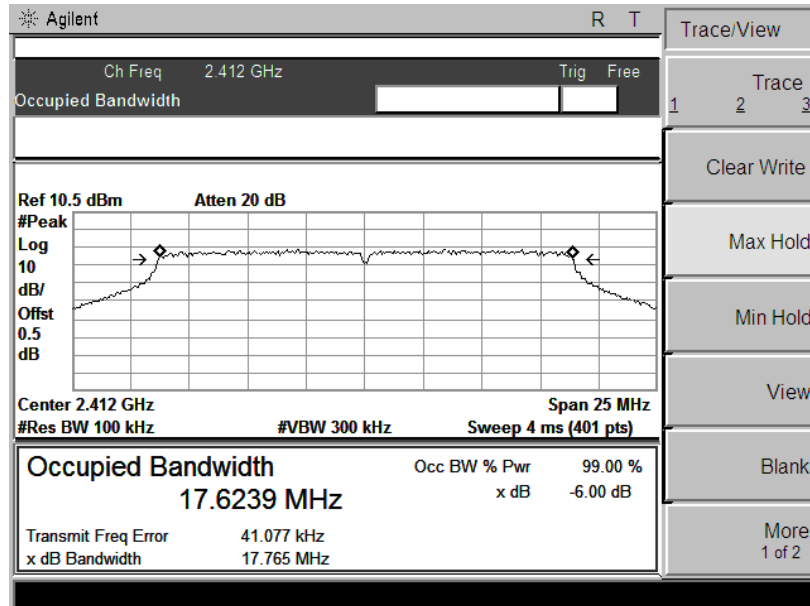 Agilent R T
Ch Freq 2.412 GHz Trig Free
Occupied Bandwidth
Ref 10.5 dBm Atten 20 dB
#Peak
Log
10
dB/
Offst
0.5
dB
Center 2.412 GHz Span 25 MHz
#Res BW 100 kHz #VBW 300 kHz Sweep 4 ms (401 pts)
Occupied Bandwidth
17.6239 MHz
Occ BW % Pwr 99.00 %
x dB -6.00 dB
Transmit Freq Error 41.077 kHz
x dB Bandwidth 17.765 MHz
Trace/View
Trace
1 2 3
Clear Write
Max Hold
Min Hold
View
Blank
More
1 of 2